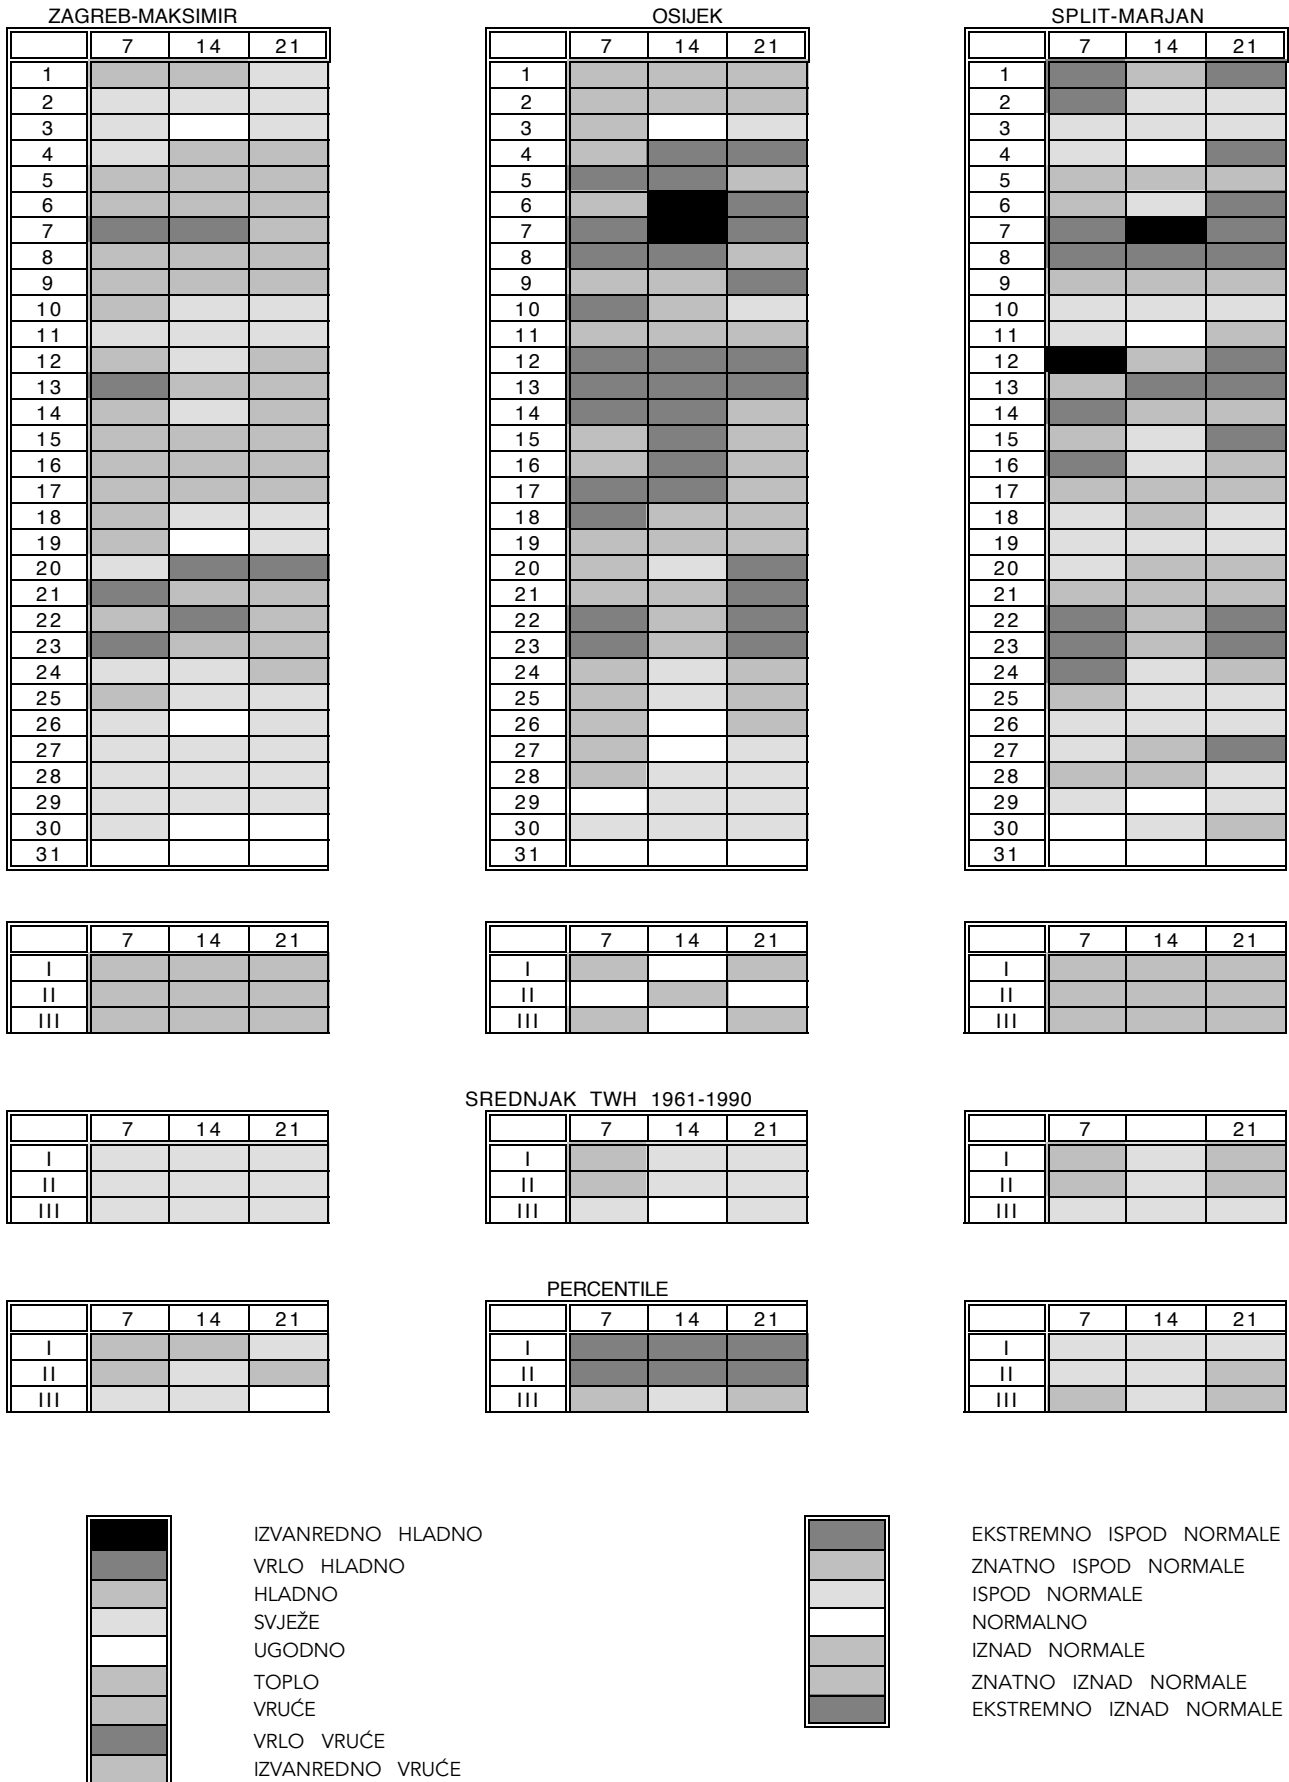 ZAGREB-MAKSIMIR OSIJEK SPLIT-MARJAN
7 14 21 7 14 21 7 14 21
1 1 1
2 2 2
3 3 3
4 4 4
5 5 5
6 6 6
7 7 7
8 8 8
9 9 9
10 10 10
11 11 11
12 12 12
13 13 13
14 14 14
15 15 15
16 16 16
17 17 17
18 18 18
19 19 19
20 20 20
21 21 21
22 22 22
23 23 23
24 24 24
25 25 25
26 26 26
27 27 27
28 28 28
29 29 29
30 30 30
31 31 31
7 14 21 7 14 21 7 14 21
I I I
II II II
III III III
SREDNJAK TWH 1961-1990
7 14 21 7 14 21 7 21
I I I
II II II
III III III
PERCENTILE
7 14 21 7 14 21 7 14 21
I I I
II II II
III III III
IZVANREDNO HLADNO EKSTREMNO ISPOD NORMALE
VRLO HLADNO ZNATNO ISPOD NORMALE
HLADNO ISPOD NORMALE
SVJEŽE NORMALNO
UGODNO IZNAD NORMALE
TOPLO ZNATNO IZNAD NORMALE
VRUĆE EKSTREMNO IZNAD NORMALE
VRLO VRUĆE
IZVANREDNO VRUĆE